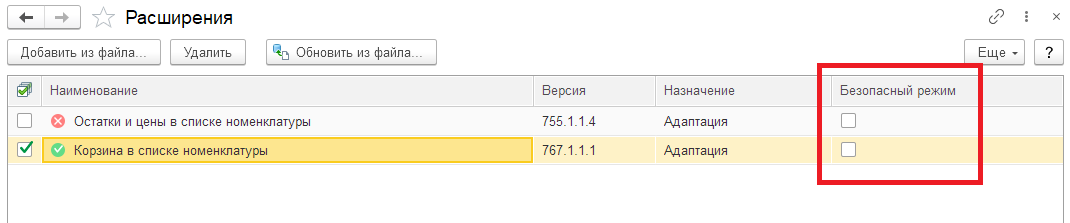 Расширения
Добавить из файла... Удалить Обновить из файла... Еще ?
Наименование Версия Назначение Безопасный режим
Остатки и цены в списке номенклатуры 755.1.1.4 Адаптация
Корзина в списке номенклатуры 767.1.1.1 Адаптация